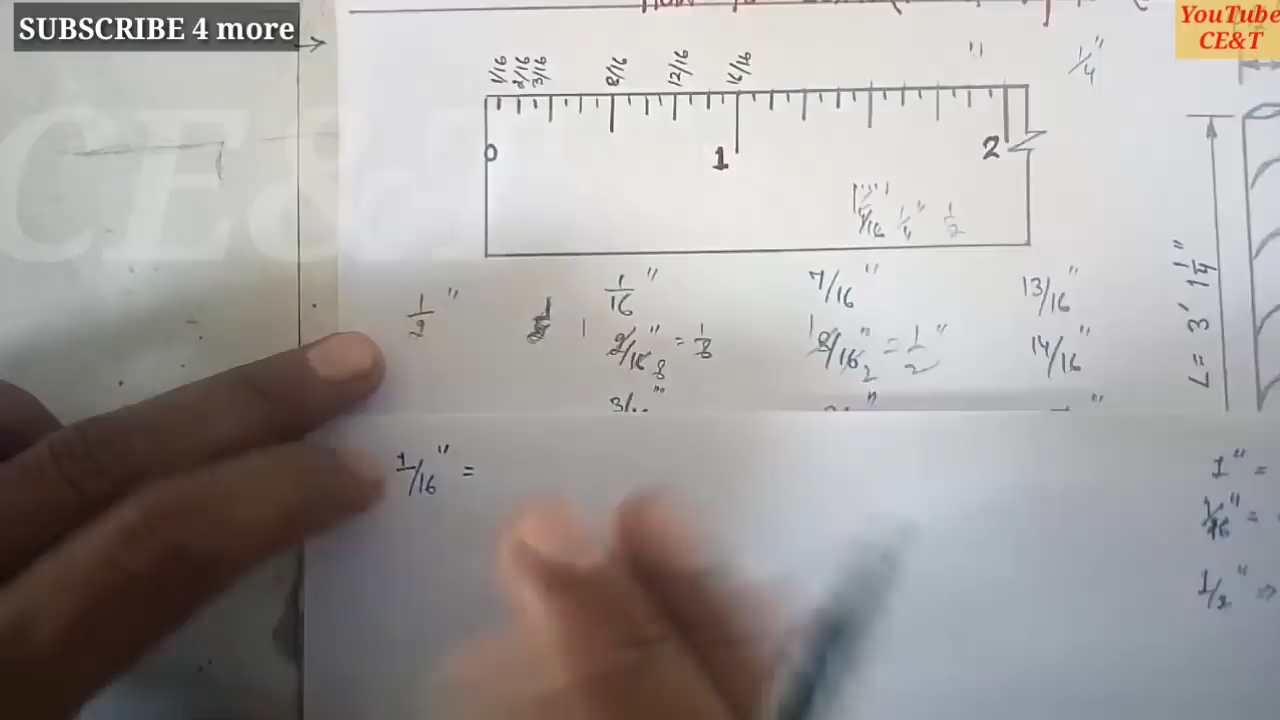 SUBSCRIBE 4 more
YouTube
CE&T
CE&T
1/16 2/16 3/16 8/16 12/16 16/16
1/4"
0 1 2
1/4 1/2
L = 3' 1 1/4"
1/2"
1/16" 7/16" 13/16"
2/16" = 1/8 8/16" = 1/2" 14/16"
1/16" =
1" =
1/16" =
1/2" ⇒